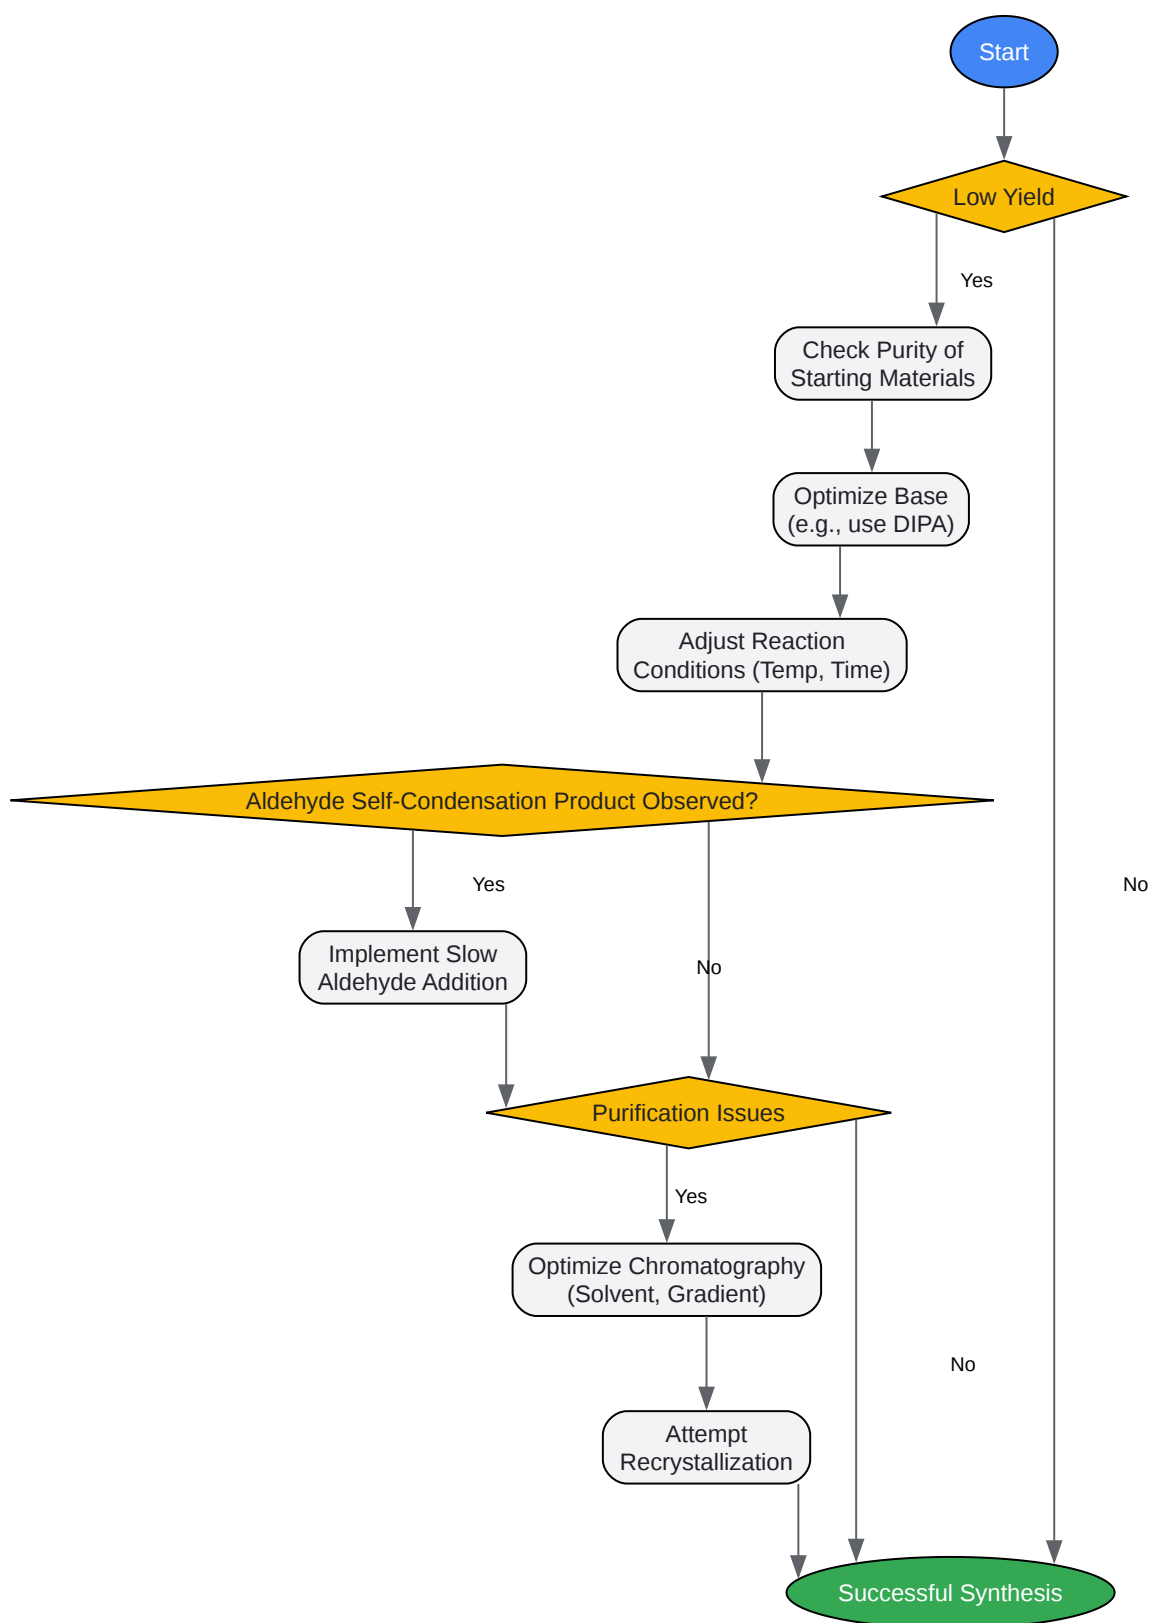 Start
Low Yield
Yes
Check Purity of
Starting Materials
Optimize Base
(e.g., use DIPA)
Adjust Reaction
Conditions (Temp, Time)
Aldehyde Self-Condensation Product Observed?
Yes
No
Implement Slow
Aldehyde Addition
No
Purification Issues
Yes
Optimize Chromatography
(Solvent, Gradient)
No
Attempt
Recrystallization
Successful Synthesis